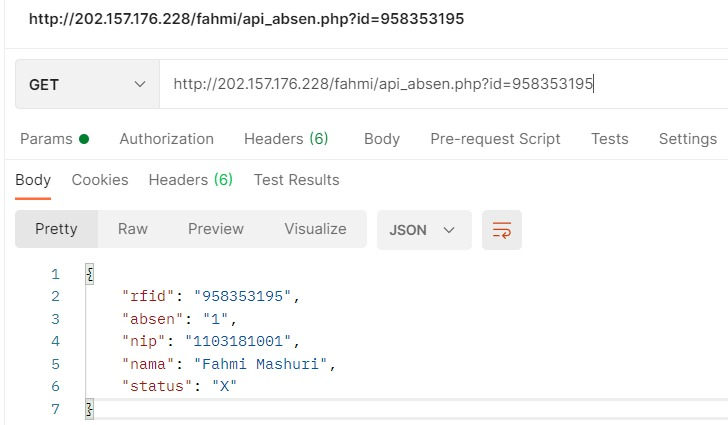 http://202.157.176.228/fahmi/api_absen.php?id=958353195
GET http://202.157.176.228/fahmi/api_absen.php?id=958353195
Params Authorization Headers (6) Body Pre-request Script Tests Settings
Body Cookies Headers (6) Test Results
Pretty Raw Preview Visualize JSON
1 {
2 "rfid": "958353195",
3 "absen": "1",
4 "nip": "1103181001",
5 "nama": "Fahmi Mashuri",
6 "status": "X"
7 }